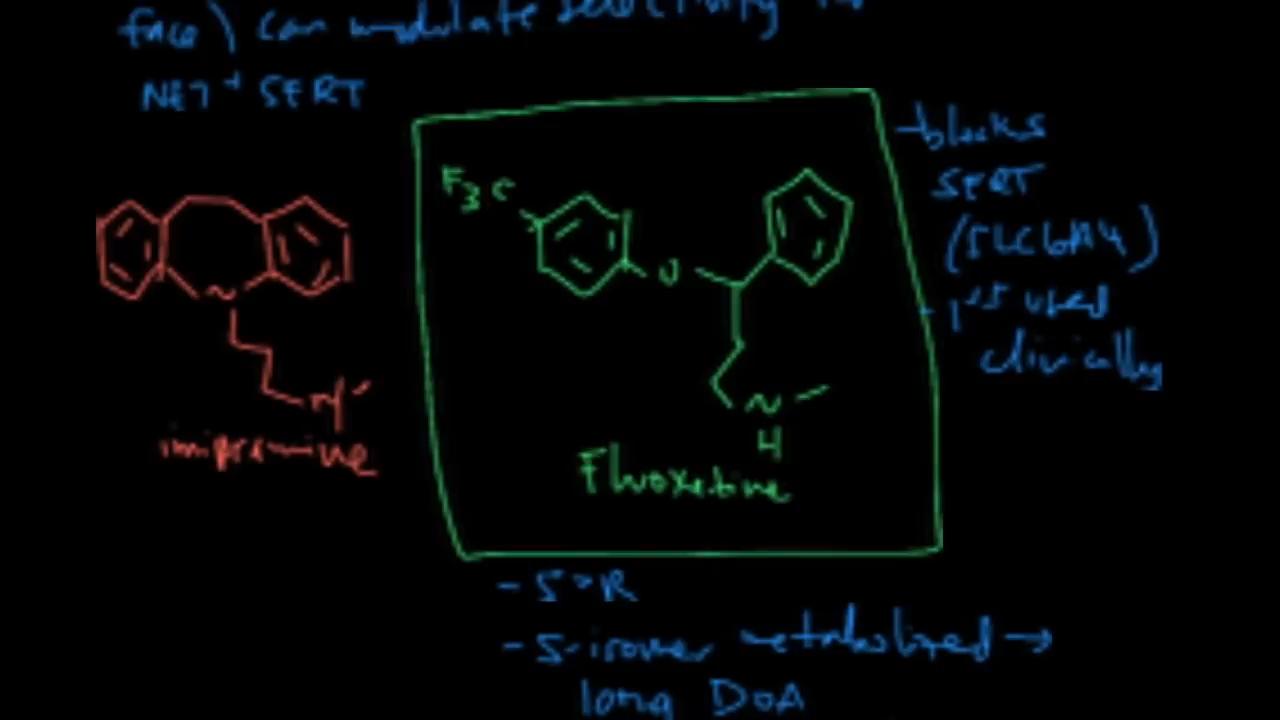 face) can modulate selectivity for
NET + SERT
- blocks
SERT
(SLC6A4)
- 1st used
clinically
F3C
O
N
N
H
N
imipramine
Fluoxetine
- S > R
- S-isomer metabolized →
long DoA